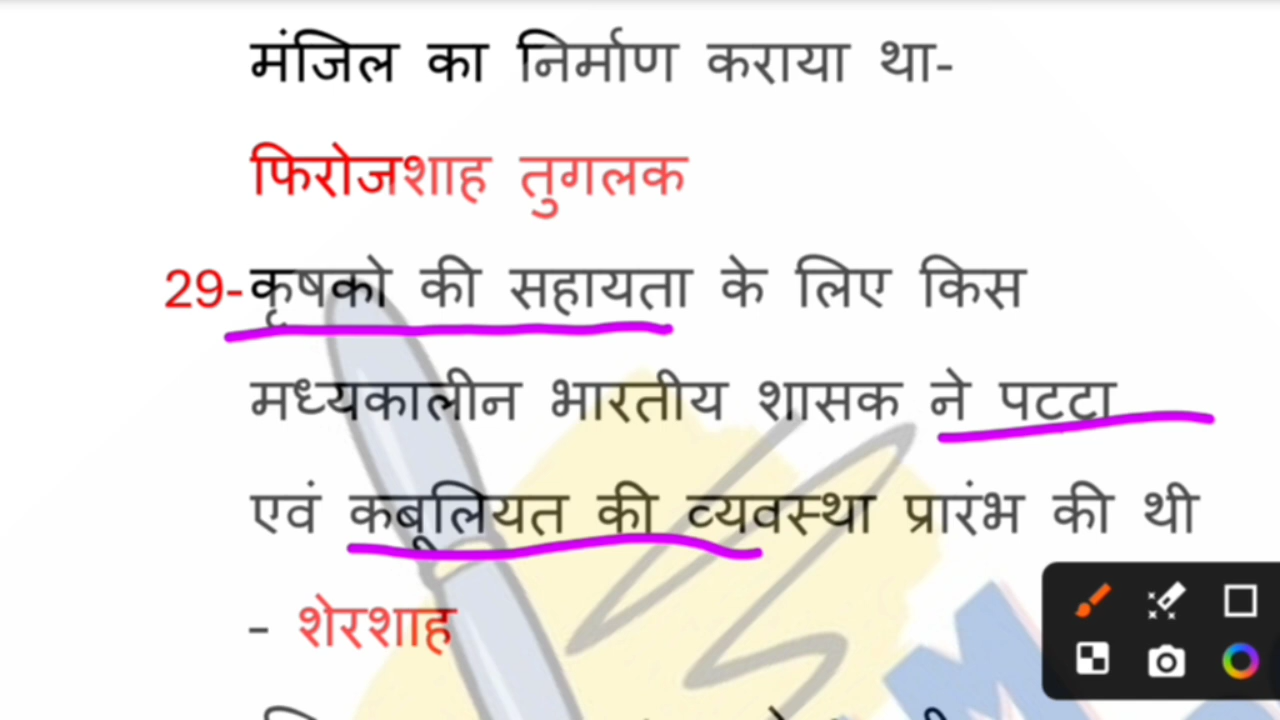 मंजिल का निर्माण कराया था-
फिरोजशाह तुगलक
29-कृषको की सहायता के लिए किस
मध्यकालीन भारतीय शासक ने पटटा
एवं कबूलियत की व्यवस्था प्रारंभ की थी
- शेरशाह